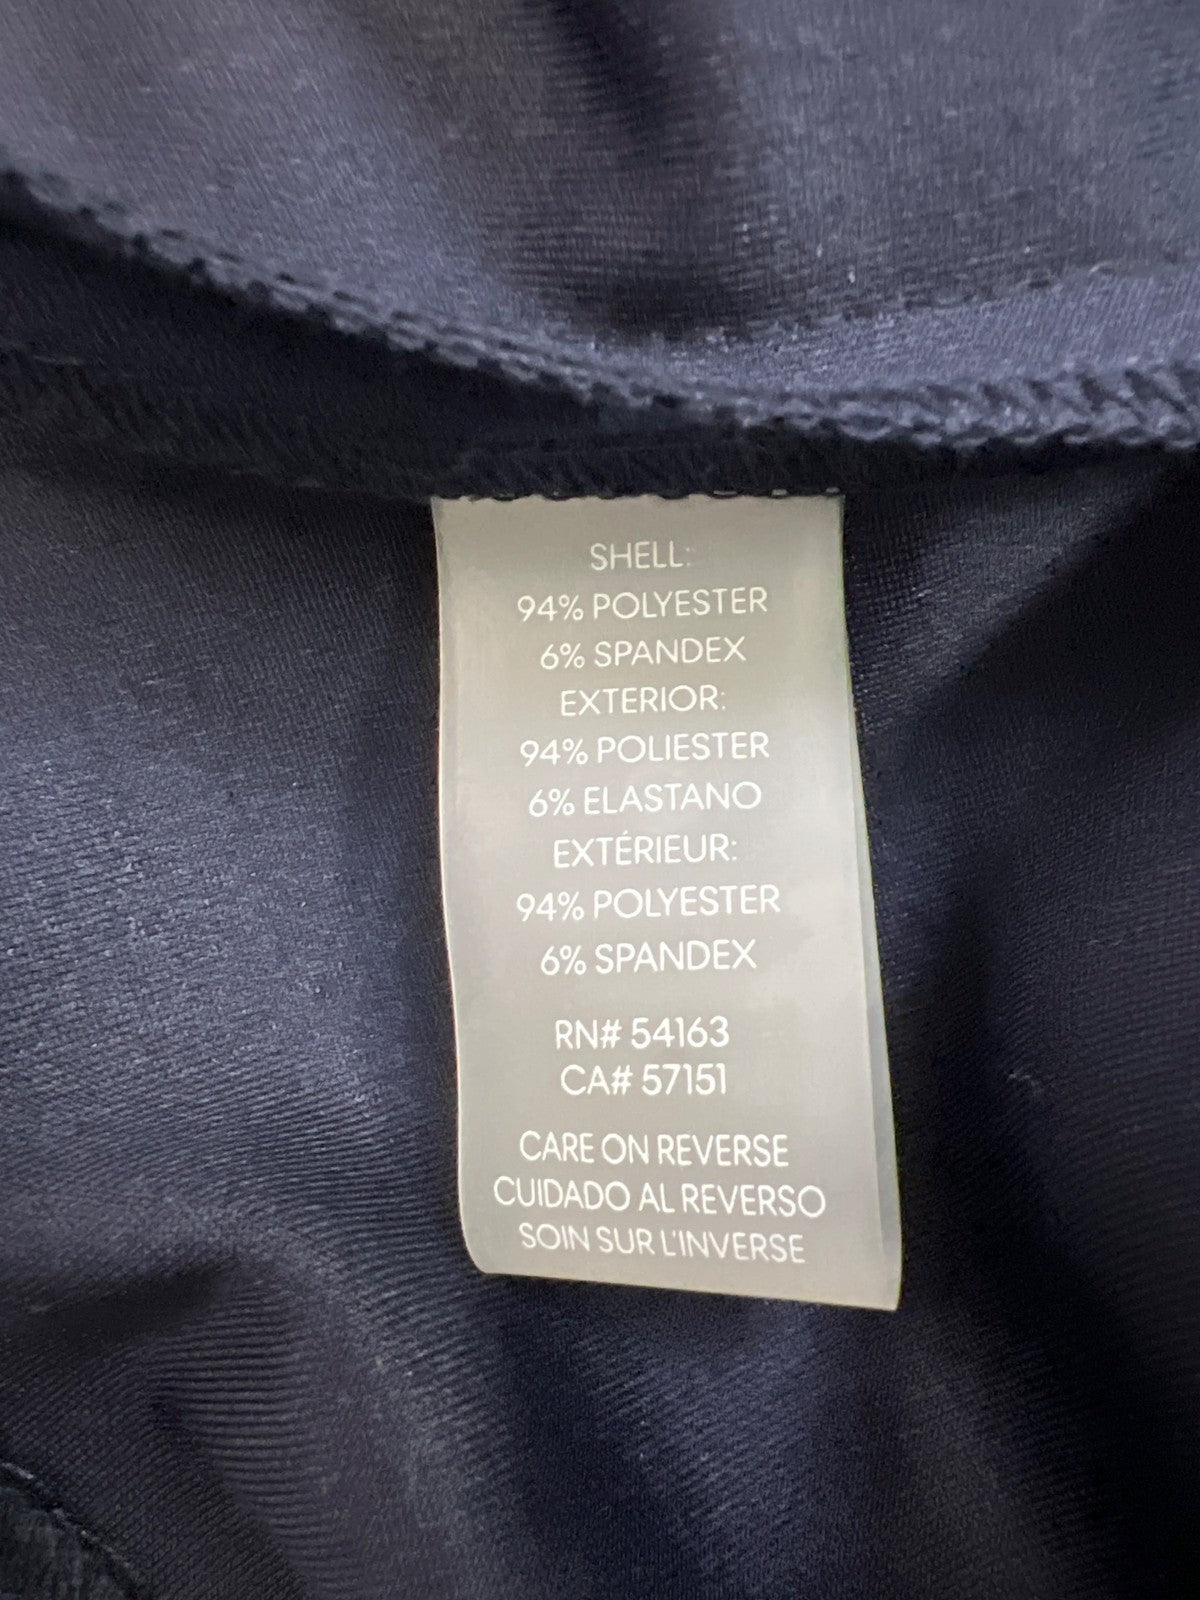 SHELL:
94% POLYESTER
6% SPANDEX
EXTERIOR:
94% POLIESTER
6% ELASTANO
EXTÉRIEUR:
94% POLYESTER
6% SPANDEX
RN# 54163
CA# 57151
CARE ON REVERSE
CUIDADO AL REVERSO
SOIN SUR L'INVERSE